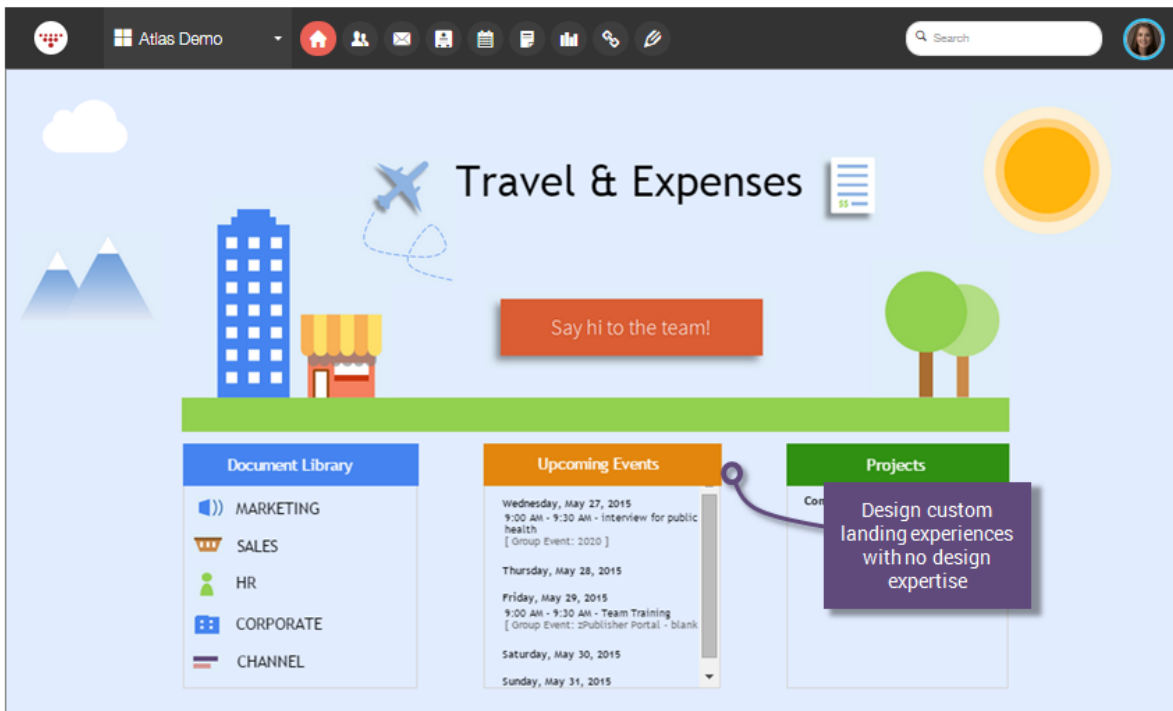 Atlas Demo
Search
Travel & Expenses
$$
Say hi to the team!
Document Library
MARKETING
SALES
HR
CORPORATE
CHANNEL
Upcoming Events
Wednesday, May 27, 2015
9:00 AM - 9:30 AM - interview for public
health
[ Group Event: 2020 ]
Thursday, May 28, 2015
Friday, May 29, 2015
9:00 AM - 9:30 AM - Team Training
[ Group Event: zPublisher Portal - blank
Saturday, May 30, 2015
Sunday, May 31, 2015
Projects
Design custom
landing experiences
with no design
expertise